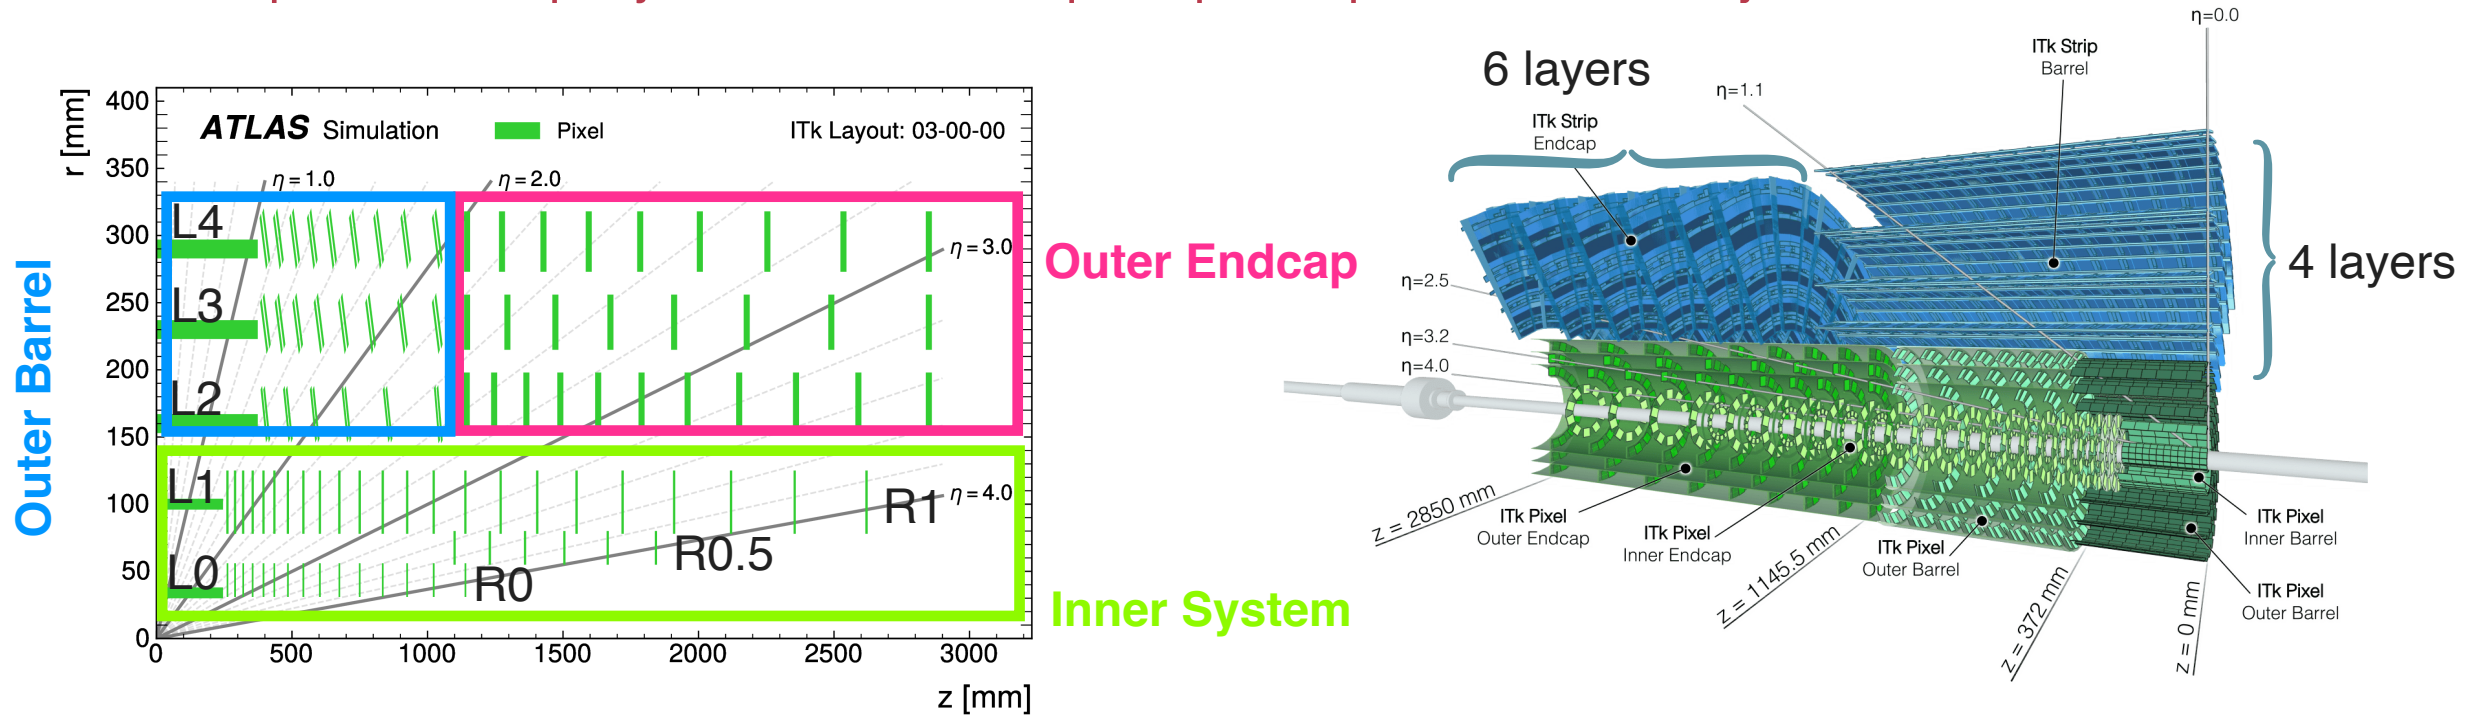 r [mm]
400
350
300
250
200
150
100
50
0
0
500
1000
1500
2000
2500
3000
z [mm]
ATLAS Simulation
Pixel
ITk Layout: 03-00-00
η = 1.0
η = 2.0
η = 3.0
η = 4.0
L4
L3
L2
L1
L0
R1
R0.5
R0
Outer Barrel
Outer Endcap
Inner System
6 layers
ITk Strip
Endcap
η=1.1
ITk Strip
Barrel
η=0.0
4 layers
η=2.5
η=3.2
η=4.0
z = 2850 mm
ITk Pixel
Outer Endcap
ITk Pixel
Inner Endcap
z = 1145.5 mm
ITk Pixel
Outer Barrel
z = 372 mm
z = 0 mm
ITk Pixel
Inner Barrel
ITk Pixel
Outer Barrel